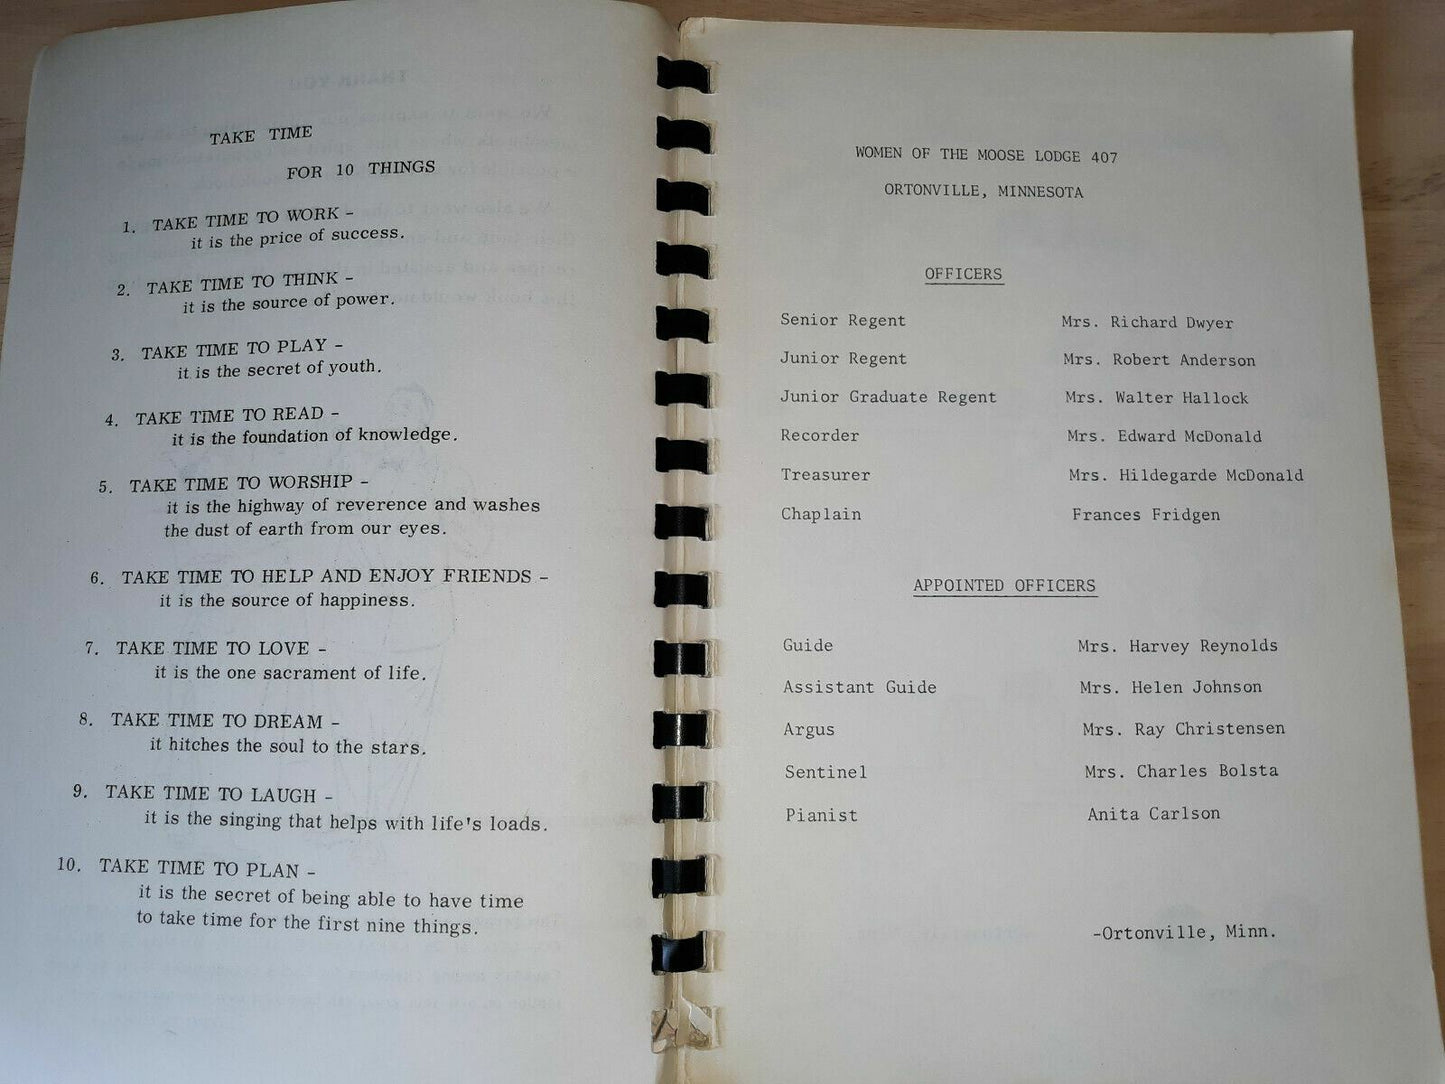 TAKE TIME
FOR 10 THINGS
1. TAKE TIME TO WORK -
it is the price of success.
2. TAKE TIME TO THINK -
it is the source of power.
3. TAKE TIME TO PLAY -
it is the secret of youth.
4. TAKE TIME TO READ -
it is the foundation of knowledge.
5. TAKE TIME TO WORSHIP -
it is the highway of reverence and washes
the dust of earth from our eyes.
6. TAKE TIME TO HELP AND ENJOY FRIENDS -
it is the source of happiness.
7. TAKE TIME TO LOVE -
it is the one sacrament of life.
8. TAKE TIME TO DREAM -
it hitches the soul to the stars.
9. TAKE TIME TO LAUGH -
it is the singing that helps with life's loads.
10. TAKE TIME TO PLAN -
it is the secret of being able to have time
to take time for the first nine things.
WOMEN OF THE MOOSE LODGE 407
ORTONVILLE, MINNESOTA
OFFICERS
Senior Regent Mrs. Richard Dwyer
Junior Regent Mrs. Robert Anderson
Junior Graduate Regent Mrs. Walter Hallock
Recorder Mrs. Edward McDonald
Treasurer Mrs. Hildegarde McDonald
Chaplain Frances Fridgen
APPOINTED OFFICERS
Guide Mrs. Harvey Reynolds
Assistant Guide Mrs. Helen Johnson
Argus Mrs. Ray Christensen
Sentinel Mrs. Charles Bolsta
Pianist Anita Carlson
-Ortonville, Minn.